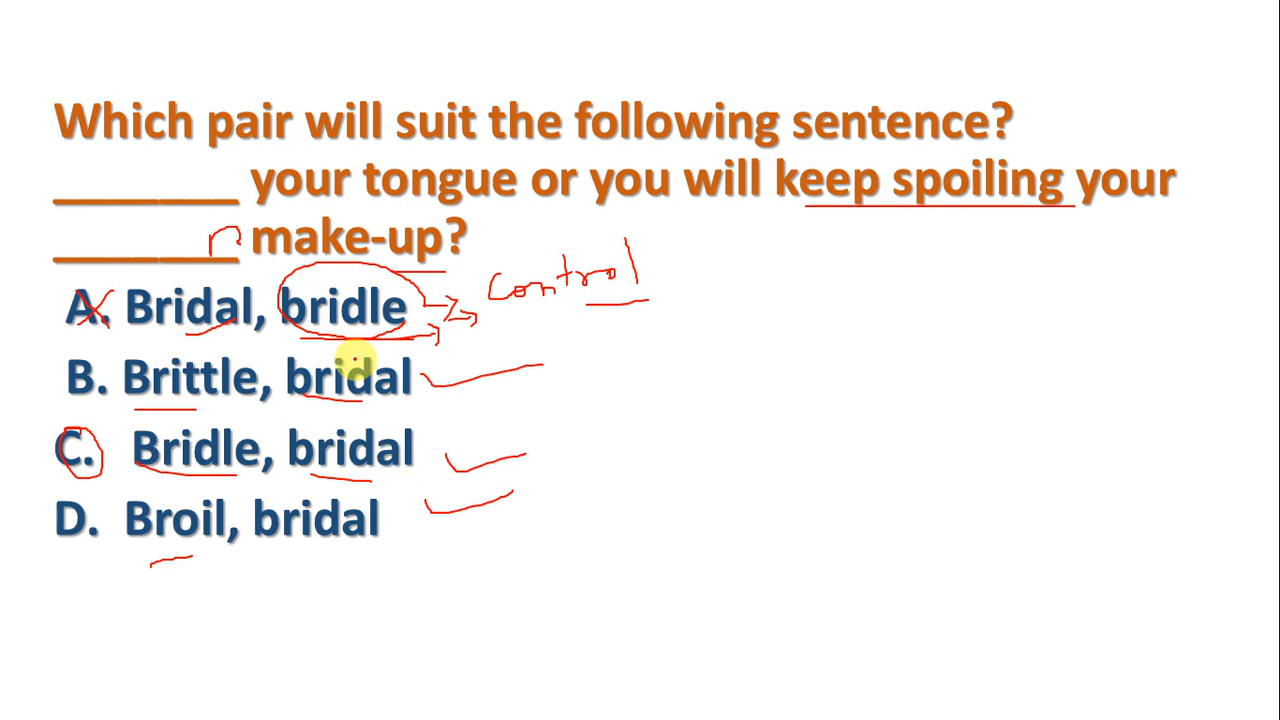 Which pair will suit the following sentence?
________ your tongue or you will keep spoiling your
________ make-up?
A. Bridal, bridle
Control
B. Brittle, bridal
C. Bridle, bridal
D. Broil, bridal